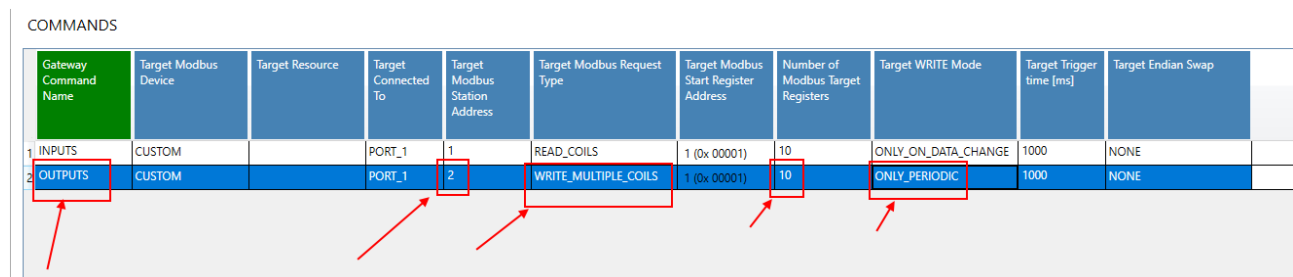 COMMANDS
Gateway Command Name Target Modbus Device Target Resource Target Connected To Target Modbus Station Address Target Modbus Request Type Target Modbus Start Register Address Number of Modbus Target Registers Target WRITE Mode Target Trigger time [ms] Target Endian Swap
1 INPUTS CUSTOM PORT_1 1 READ_COILS 1 (0x 00001) 10 ONLY_ON_DATA_CHANGE 1000 NONE
2 OUTPUTS CUSTOM PORT_1 2 WRITE_MULTIPLE_COILS 1 (0x 00001) 10 ONLY_PERIODIC 1000 NONE